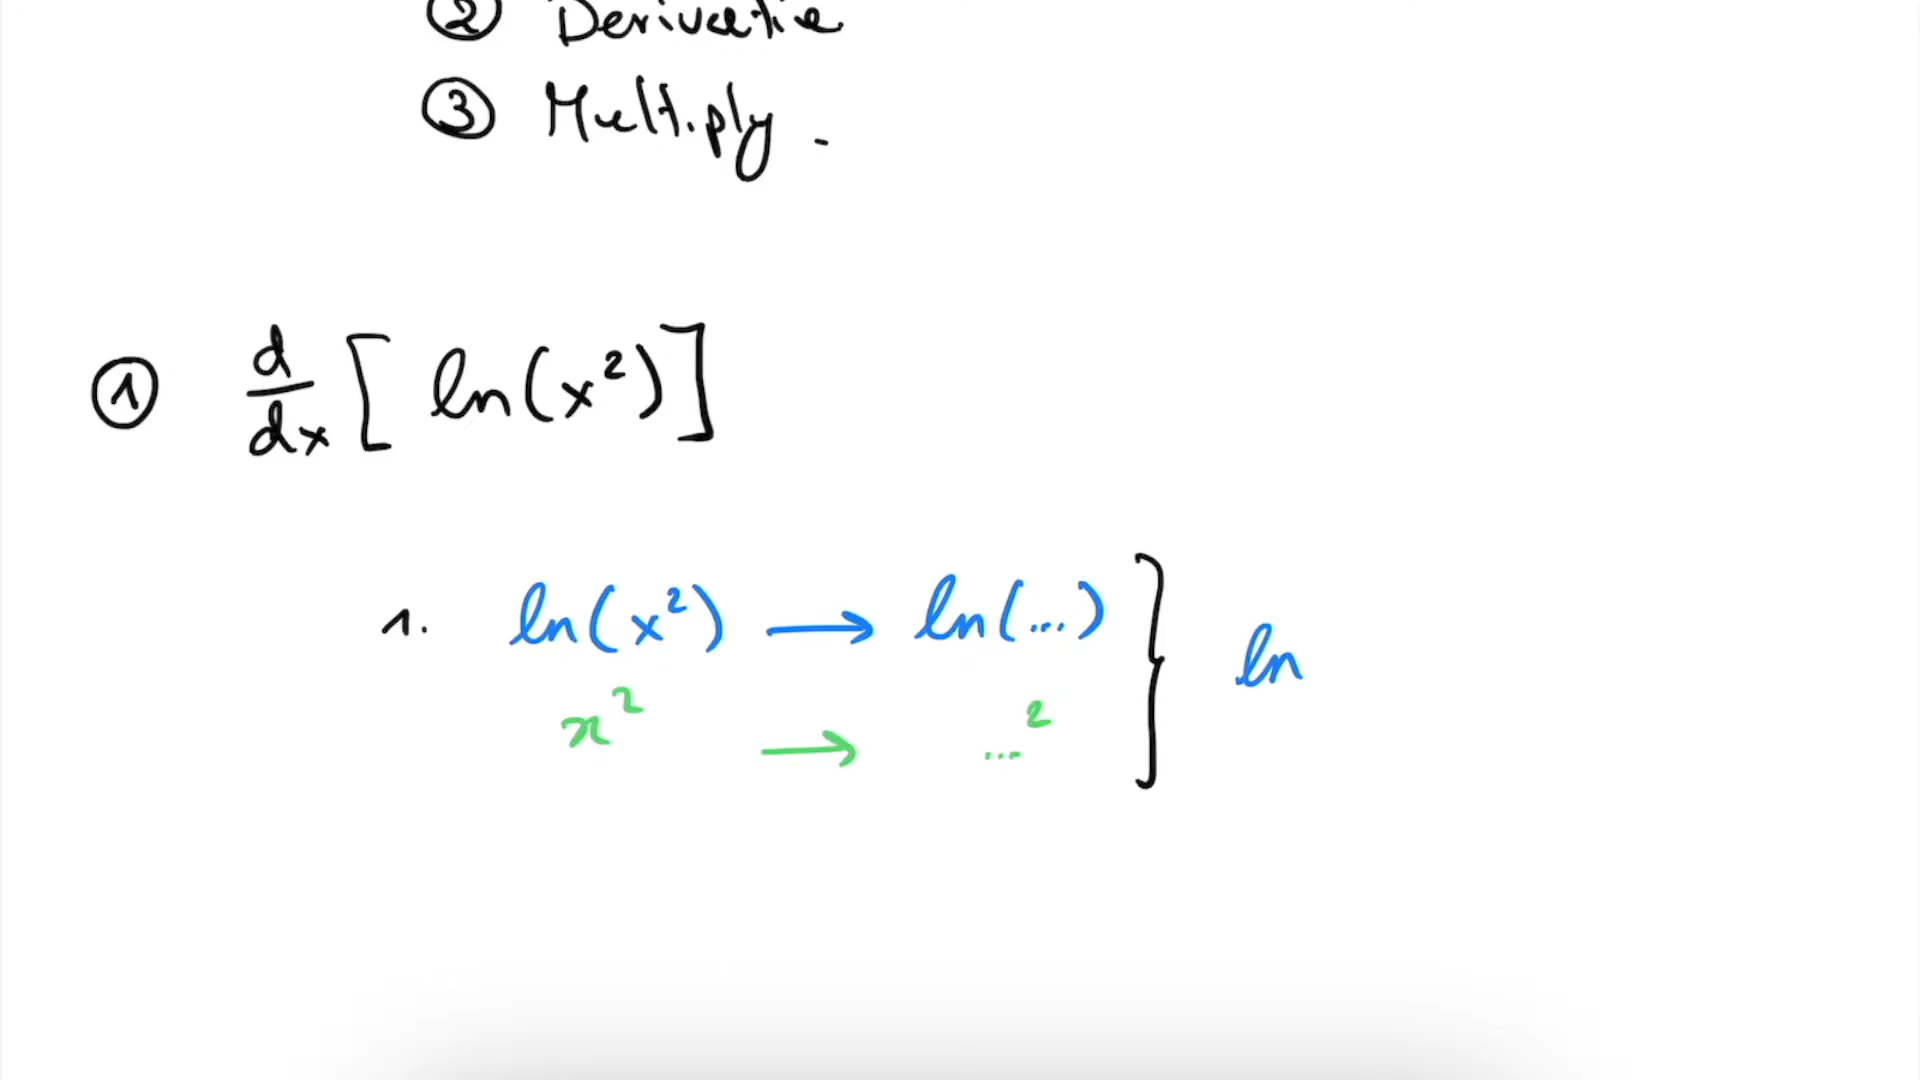 ② Derivative
③ Multiply.
① d/dx [ ln(x²) ]
1. ln(x²) → ln(...) } ln
x² → ...²